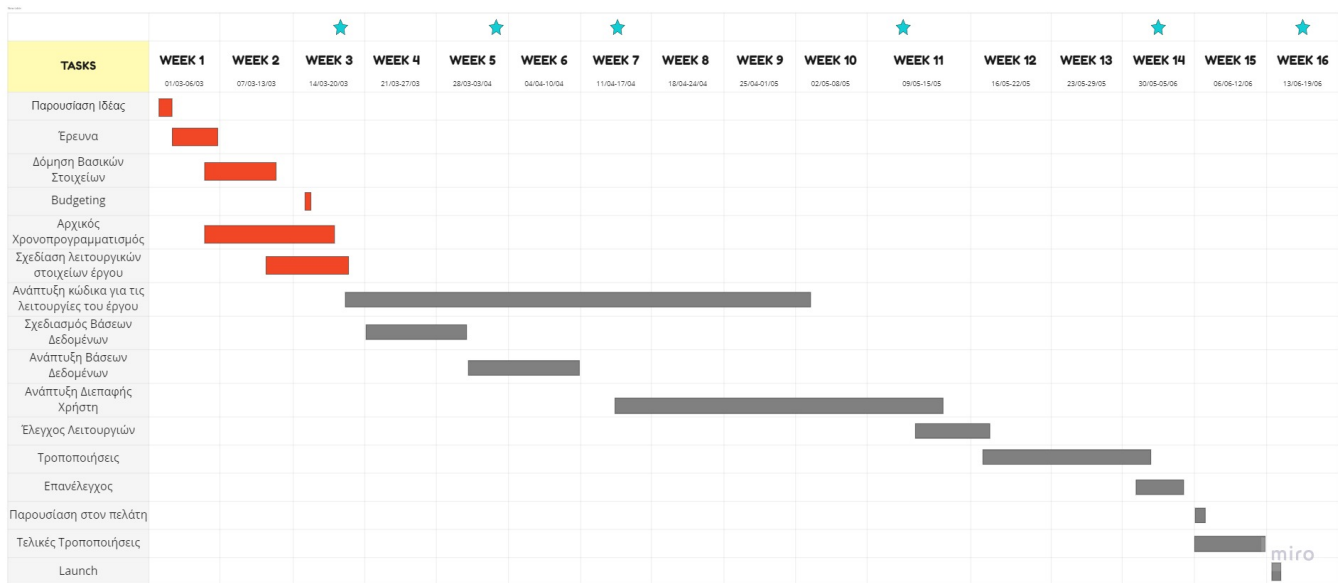 TASKS
WEEK 1
WEEK 2
WEEK 3
WEEK 4
WEEK 5
WEEK 6
WEEK 7
WEEK 8
WEEK 9
WEEK 10
WEEK 11
WEEK 12
WEEK 13
WEEK 14
WEEK 15
WEEK 16
01/03-06/03
07/03-13/03
14/03-20/03
21/03-27/03
28/03-03/04
04/04-10/04
11/04-17/04
18/04-24/04
25/04-01/05
02/05-08/05
09/05-15/05
16/05-22/05
23/05-29/05
30/05-05/06
06/06-12/06
13/06-19/06
Παρουσίαση Ιδέας
Έρευνα
Δόμηση Βασικών
Στοιχείων
Budgeting
Αρχικός
Χρονοπρογραμματισμός
Σχεδίαση λειτουργικών
στοιχείων έργου
Ανάπτυξη κώδικα για τις
λειτουργίες του έργου
Σχεδιασμός Βάσεων
Δεδομένων
Ανάπτυξη Βάσεων
Δεδομένων
Ανάπτυξη Διεπαφής
Χρήστη
Έλεγχος Λειτουργιών
Τροποποιήσεις
Επανέλεγχος
Παρουσίαση στον πελάτη
Τελικές Τροποποιήσεις
Launch
miro